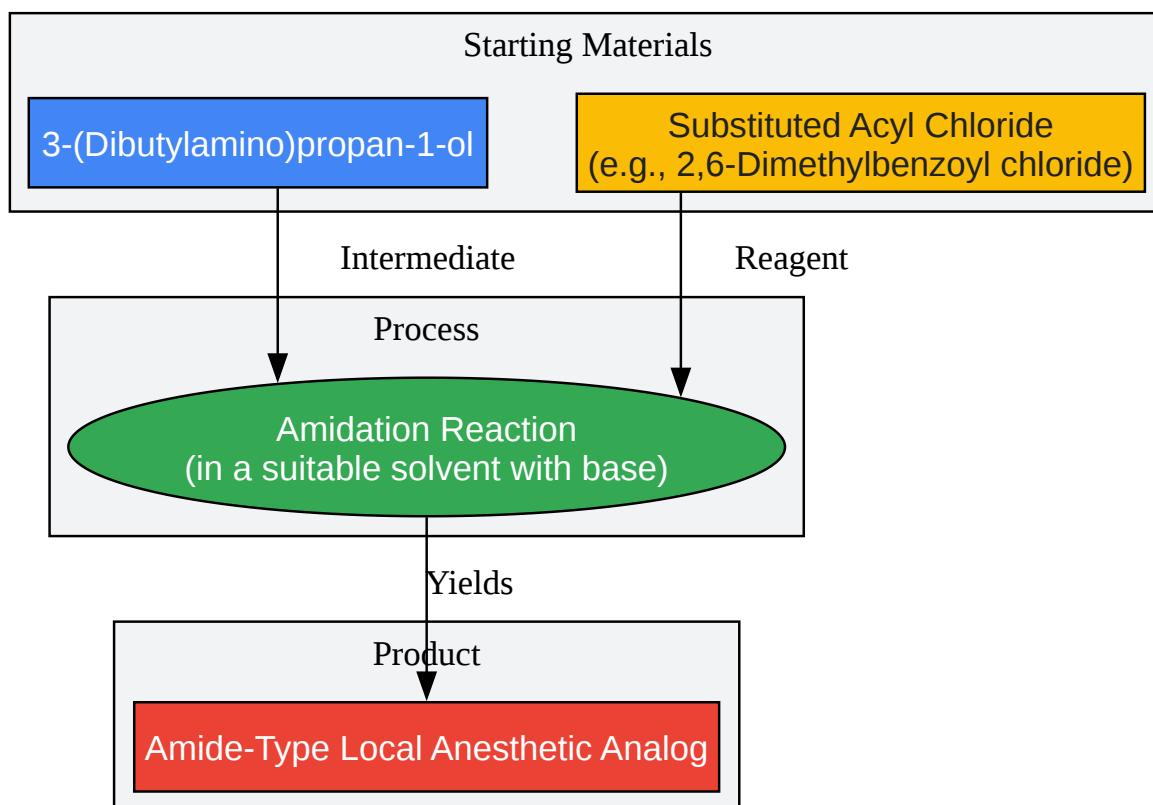 Starting Materials
3-(Dibutylamino)propan-1-ol
Substituted Acyl Chloride
(e.g., 2,6-Dimethylbenzoyl chloride)
Intermediate
Reagent
Process
Amidation Reaction
(in a suitable solvent with base)
Yields
Product
Amide-Type Local Anesthetic Analog